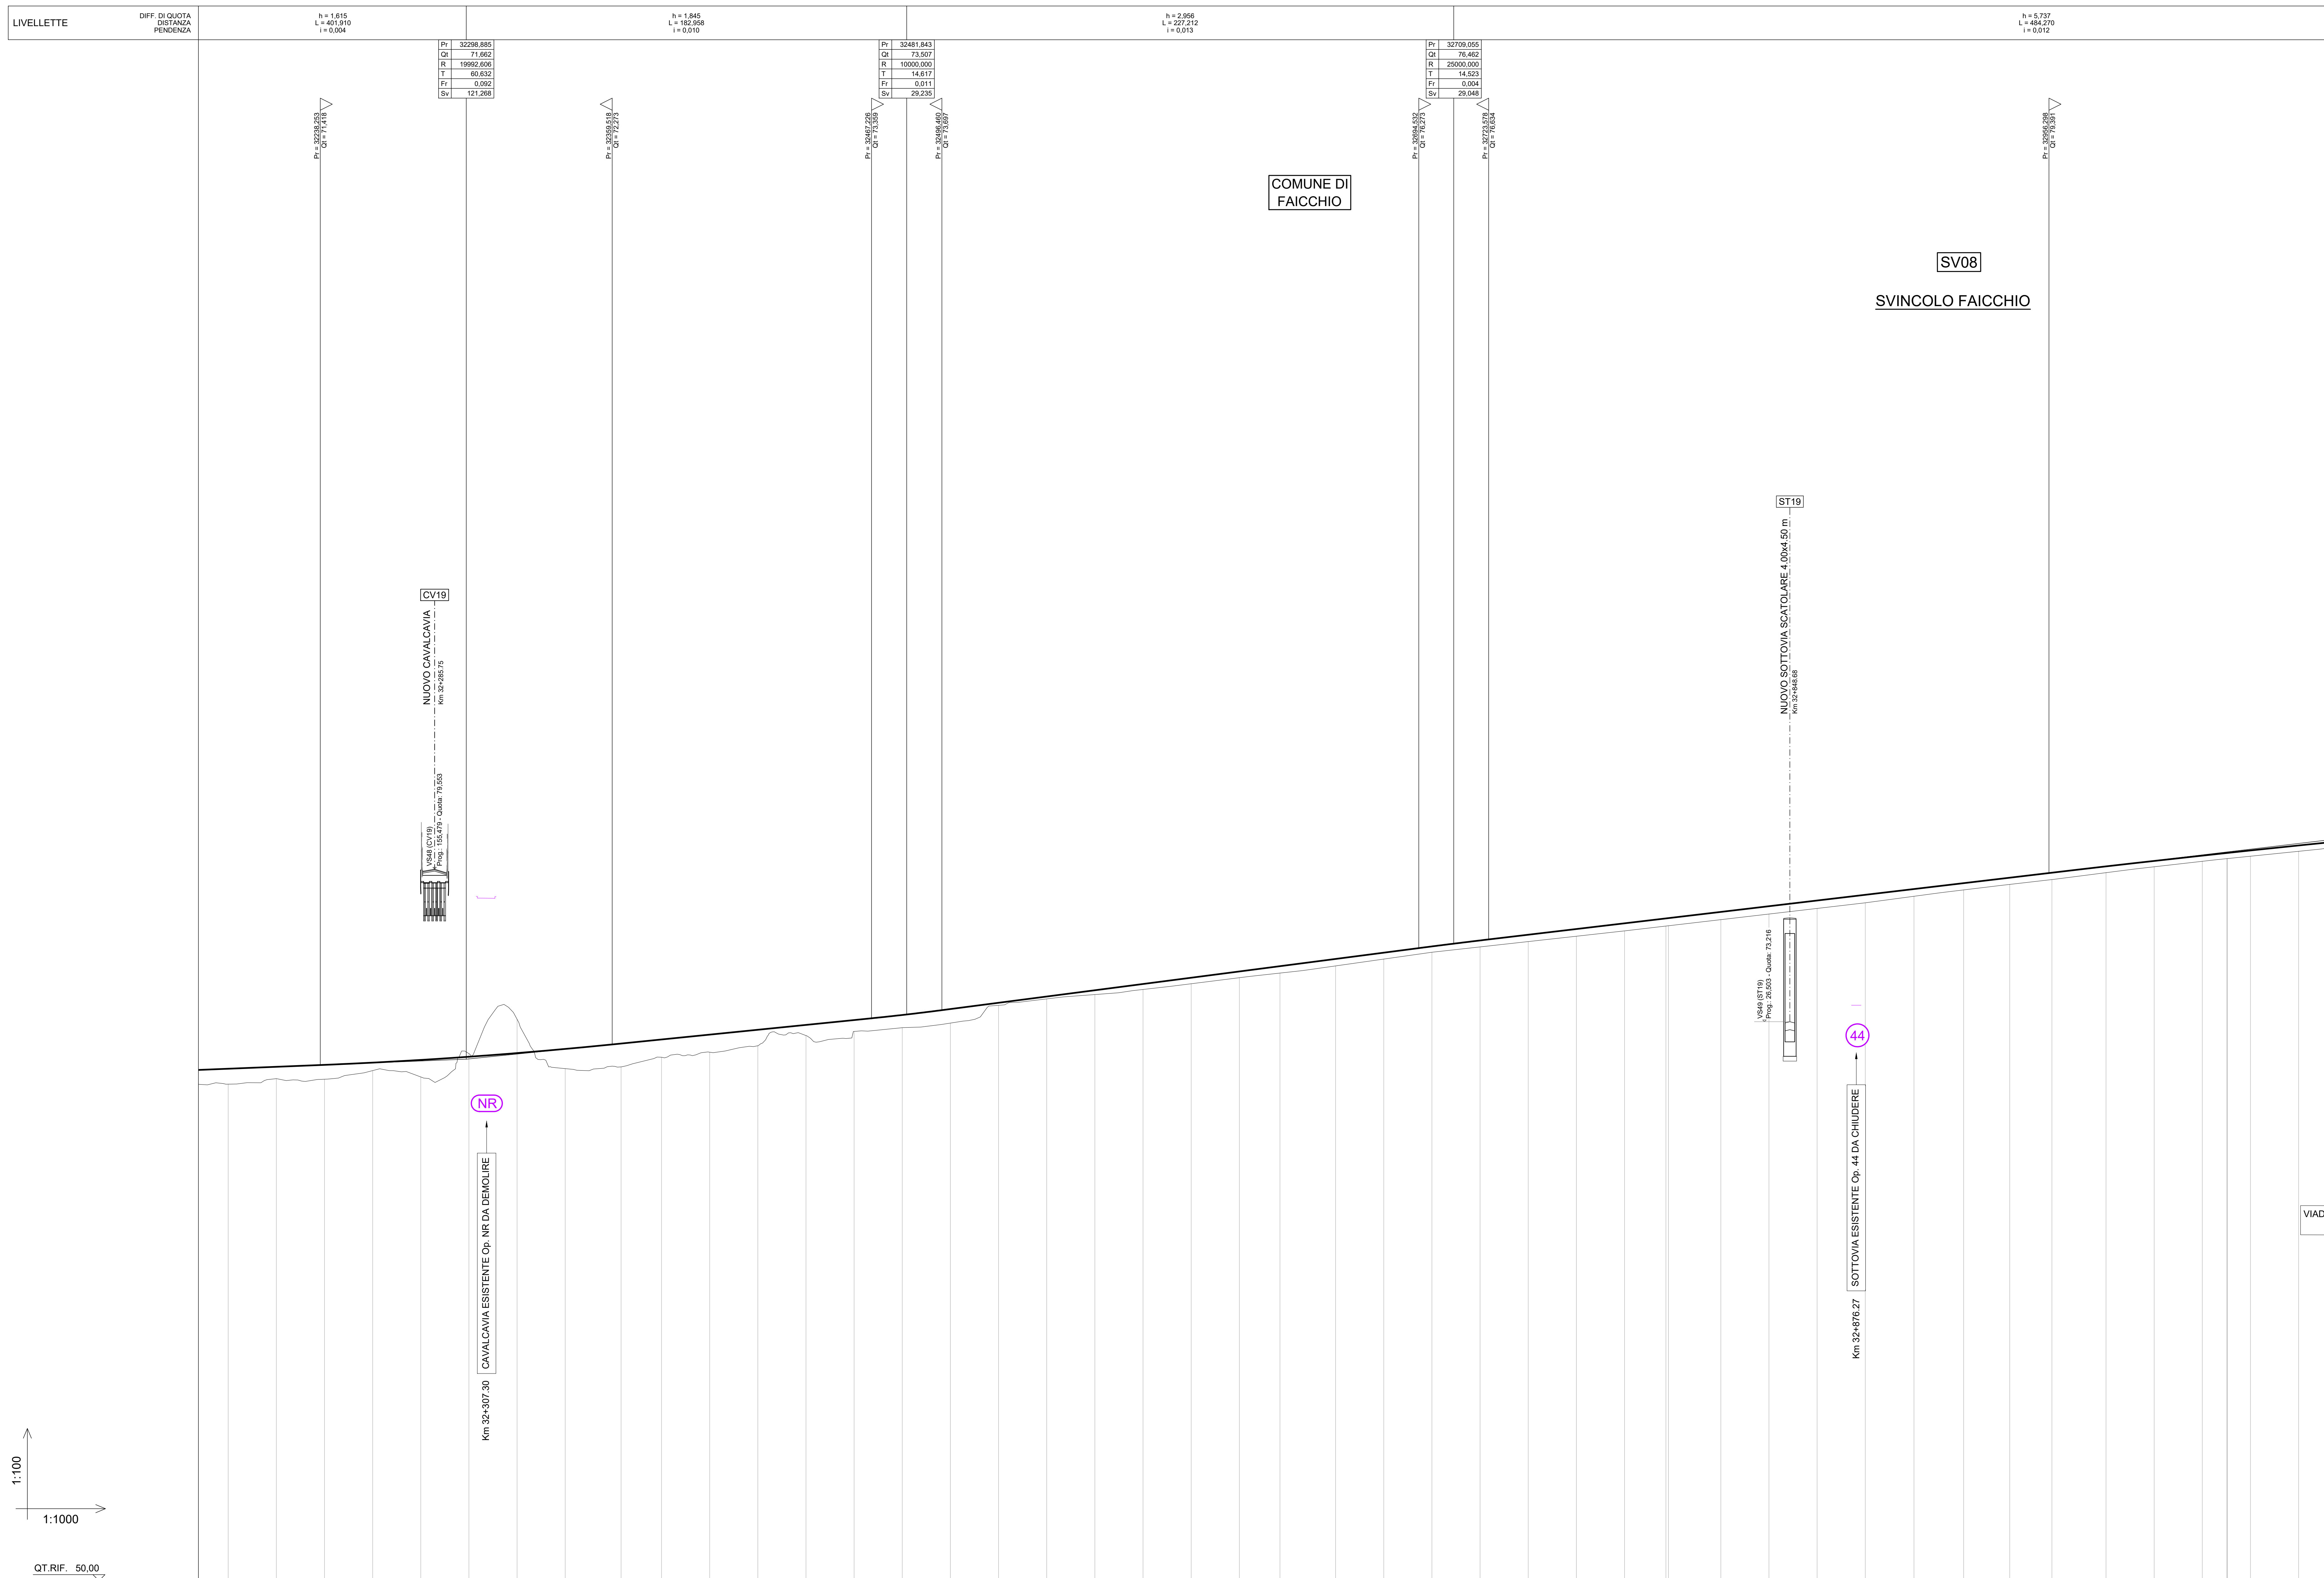 LIVELLETTE
DIFF. DI QUOTA
DISTANZA
PENDENZA
h = 1,615
L = 401,910
i = 0,004
h = 1,845
L = 182,958
i = 0,010
h = 2,956
L = 227,212
i = 0,013
h = 5,737
L = 484,270
i = 0,012
Pr 32298,885
Qt 71,662
R 19992,606
T 60,632
Fr 0,092
Sv 121,268
Pr 32481,843
Qt 73,507
R 10000,000
T 14,617
Fr 0,011
Sv 29,235
Pr 32709,055
Qt 76,462
R 25000,000
T 14,523
Fr 0,004
Sv 29,048
Pr = 32238,253
Qt = 71,418
Pr = 32359,518
Qt = 72,273
Pr = 32467,226
Qt = 73,359
Pr = 32496,460
Qt = 73,697
Pr = 32694,532
Qt = 76,273
Pr = 32723,578
Qt = 76,634
Pr = 32956,298
Qt = 79,391
COMUNE DI
FAICCHIO
SV08
SVINCOLO FAICCHIO
ST19
NUOVO SOTTOVIA SCATOLARE 4.00x4.50 m
Km 32+848.68
CV19
NUOVO CAVALCAVIA
Km 32+285.75
VS48 (CV19)
Prog.: 155,479 - Quota: 79,553
VS49 (ST19)
Prog.: 26,503 - Quota: 73,216
44
SOTTOVIA ESISTENTE Op. 44 DA CHIUDERE
Km 32+876.27
NR
CAVALCAVIA ESISTENTE Op. NR DA DEMOLIRE
Km 32+307.30
VIAD
1:100
1:1000
QT.RIF. 50,00